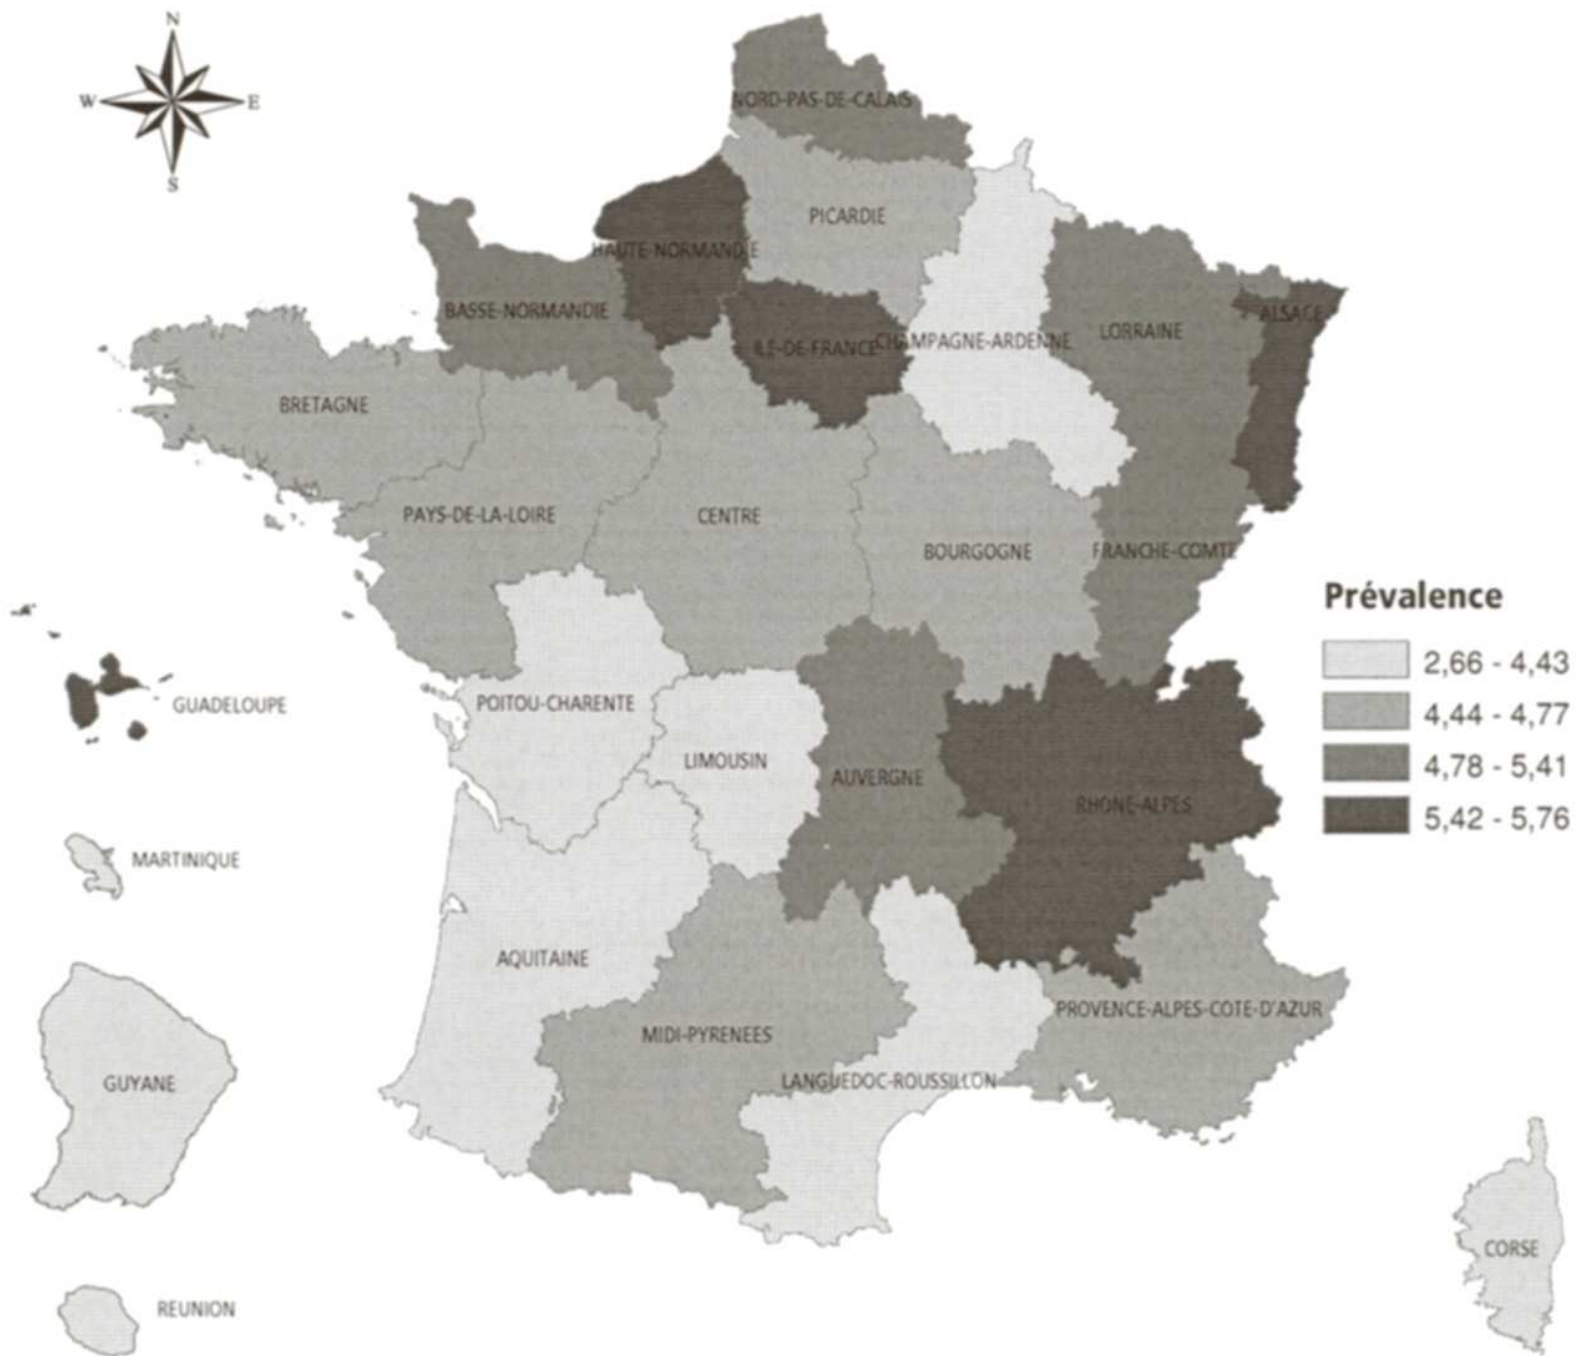 N
W E
S
NORD-PAS-DE-CALAIS
PICARDIE
HAUTE-NORMANDIE
BASSE-NORMANDIE
ILE-DE-FRANCE
CHAMPAGNE-ARDENNE
LORRAINE
ALSACE
BRETAGNE
PAYS-DE-LA-LOIRE
CENTRE
BOURGOGNE
FRANCHE-COMTE
Prévalence
2,66 - 4,43
4,44 - 4,77
4,78 - 5,41
5,42 - 5,76
GUADELOUPE
POITOU-CHARENTE
LIMOUSIN
AUVERGNE
RHONE-ALPES
MARTINIQUE
AQUITAINE
MIDI-PYRENEES
PROVENCE-ALPES-COTE-D'AZUR
LANGUEDOC-ROUSSILLON
GUYANE
CORSE
REUNION